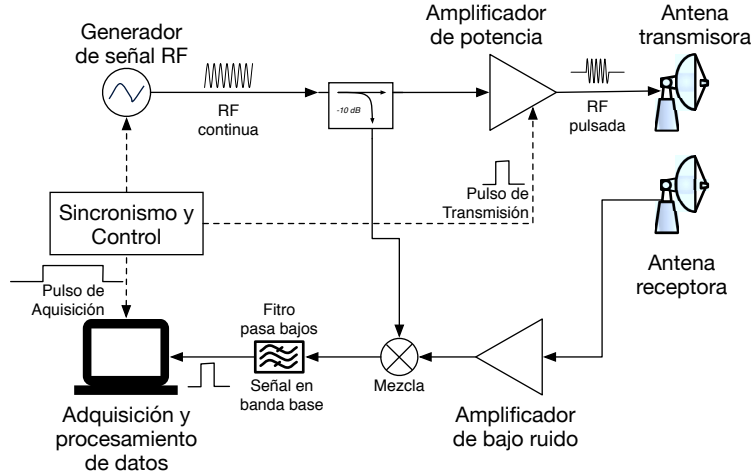 Generador
de señal RF
Amplificador
de potencia
Antena
transmisora
RF
continua
-10 dB
RF
pulsada
Pulso de
Transmisión
Sincronismo y
Control
Pulso de
Aquisición
Antena
receptora
Fitro
pasa bajos
Señal en
banda base
Mezcla
Amplificador
de bajo ruido
Adquisición y
procesamiento
de datos